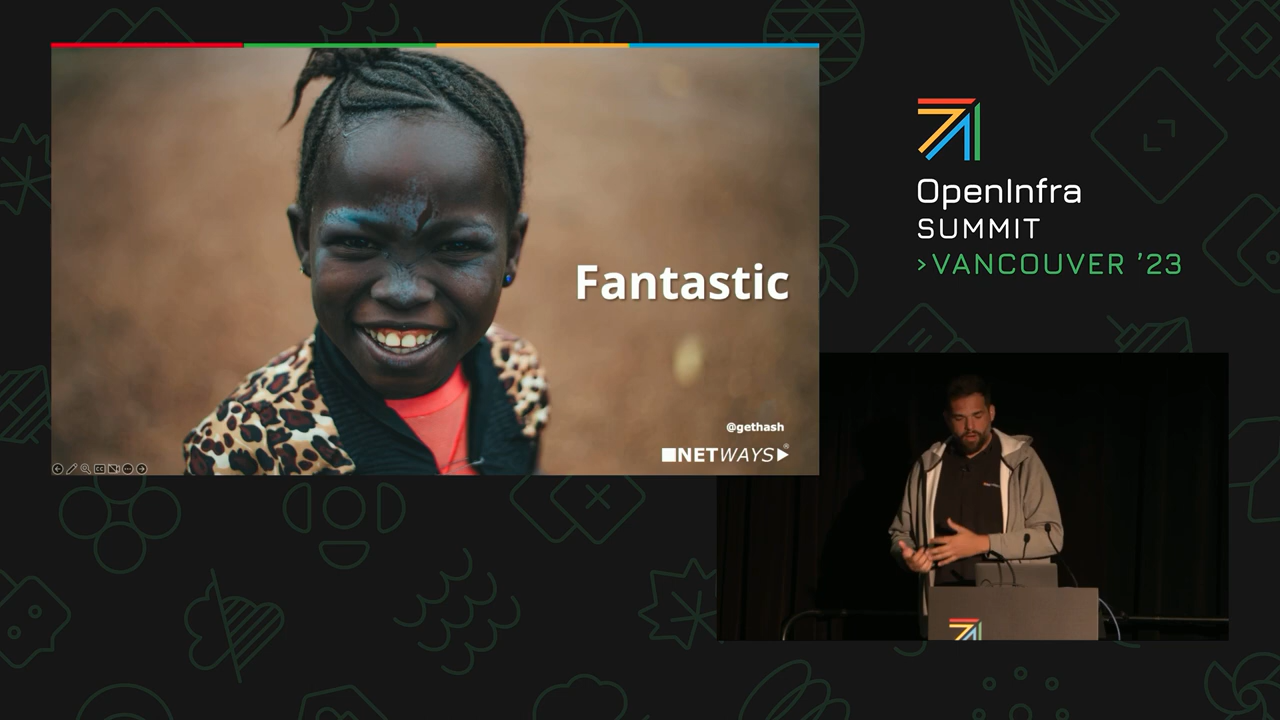 Fantastic
@gethash
NETWAYS®
OpenInfra
SUMMIT
>VANCOUVER '23